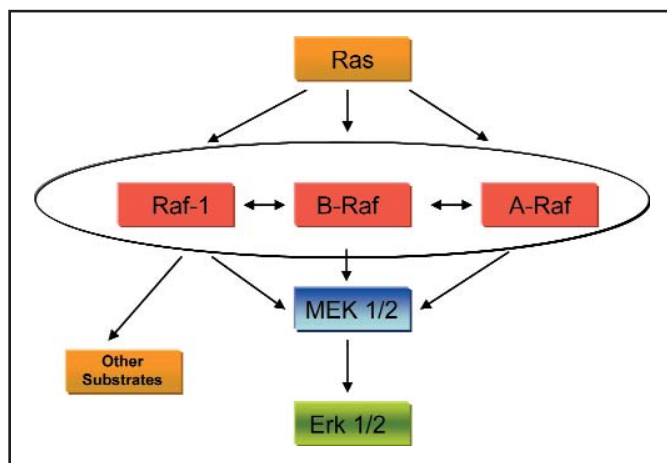 Ras
Raf-1
B-Raf
A-Raf
MEK 1/2
Other
Substrates
Erk 1/2